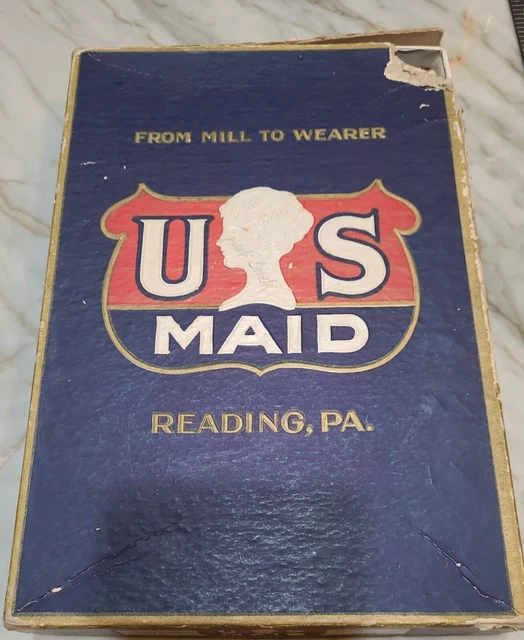 FROM MILL TO WEARER
U S
MAID
READING, PA.